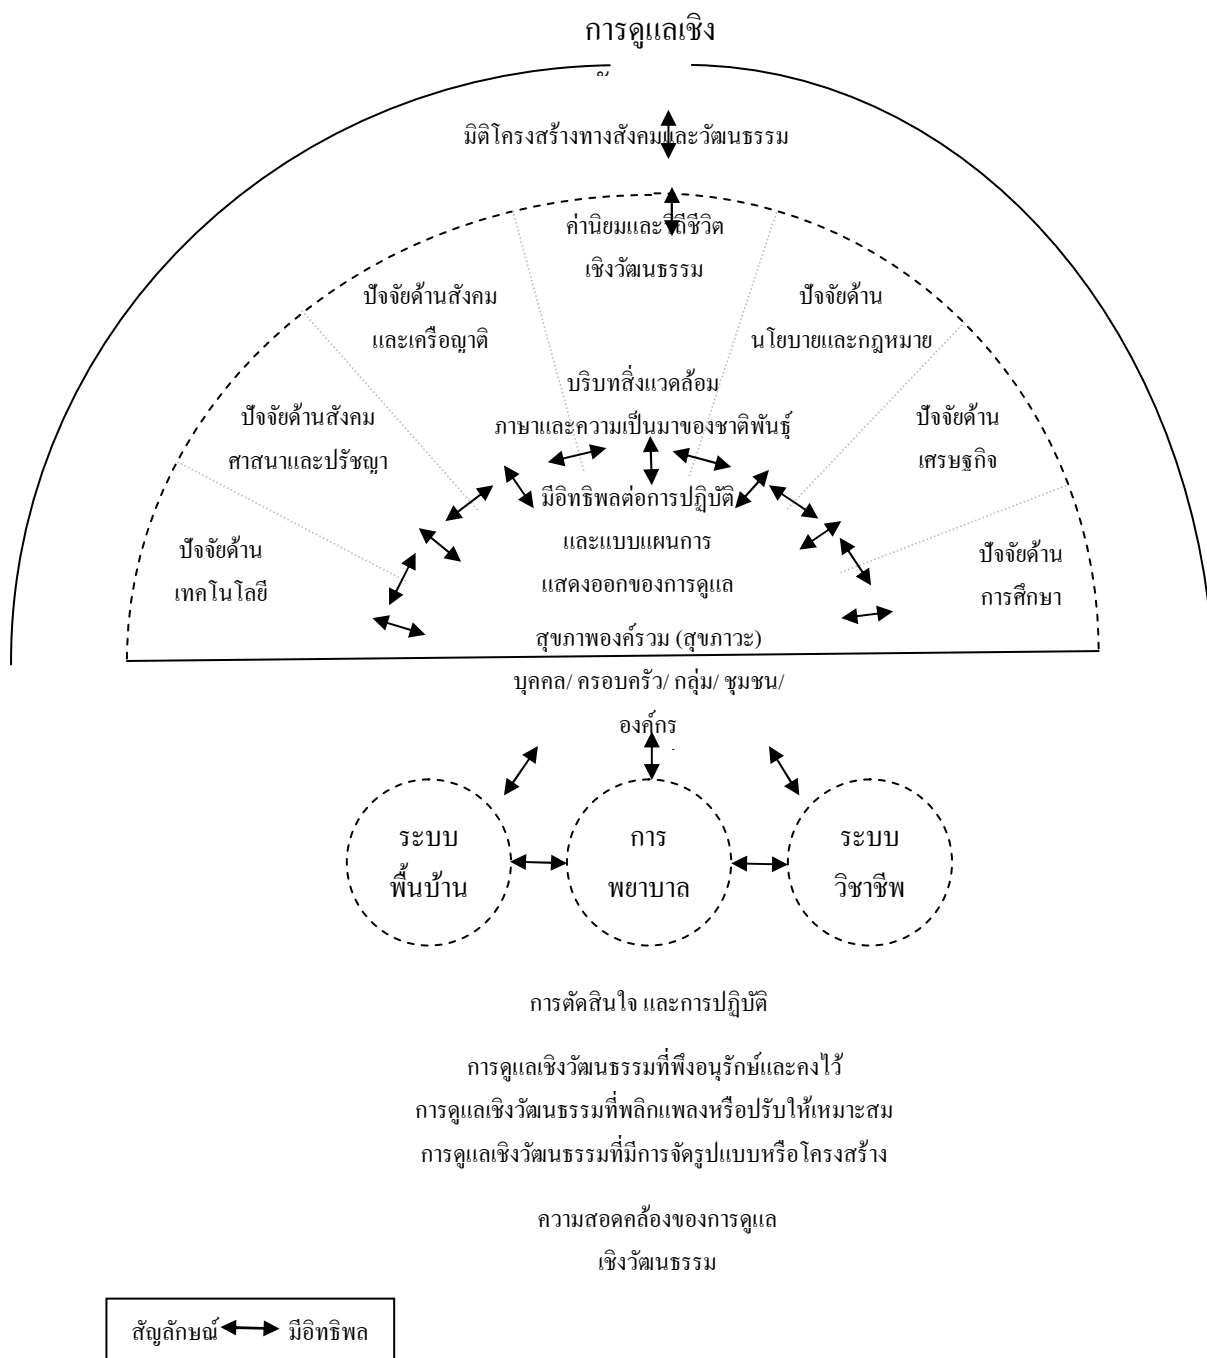 การดูแลเชิง
มิติโครงสร้างทางสังคมและวัฒนธรรม
ค่านิยมและวิถีชีวิต
เชิงวัฒนธรรม
ปัจจัยด้านสังคม
และเครือญาติ
ปัจจัยด้าน
นโยบายและกฎหมาย
บริบทสิ่งแวดล้อม
ภาษาและความเป็นมาของชาติพันธุ์
ปัจจัยด้านสังคม
ศาสนาและปรัชญา
ปัจจัยด้าน
เศรษฐกิจ
มีอิทธิพลต่อการปฏิบัติ
และแบบแผนการ
แสดงออกของการดูแล
ปัจจัยด้าน
เทคโนโลยี
ปัจจัยด้าน
การศึกษา
สุขภาพองค์รวม (สุขภาวะ)
บุคคล/ ครอบครัว/ กลุ่ม/ ชุมชน/
องค์กร
ระบบ
พื้นบ้าน
การ
พยาบาล
ระบบ
วิชาชีพ
การตัดสินใจ และการปฏิบัติ
การดูแลเชิงวัฒนธรรมที่พึงอนุรักษ์และคงไว้
การดูแลเชิงวัฒนธรรมที่พลิกแพลงหรือปรับให้เหมาะสม
การดูแลเชิงวัฒนธรรมที่มีการจัดรูปแบบหรือโครงสร้าง
ความสอดคล้องของการดูแล
เชิงวัฒนธรรม
สัญลักษณ์ มีอิทธิพล